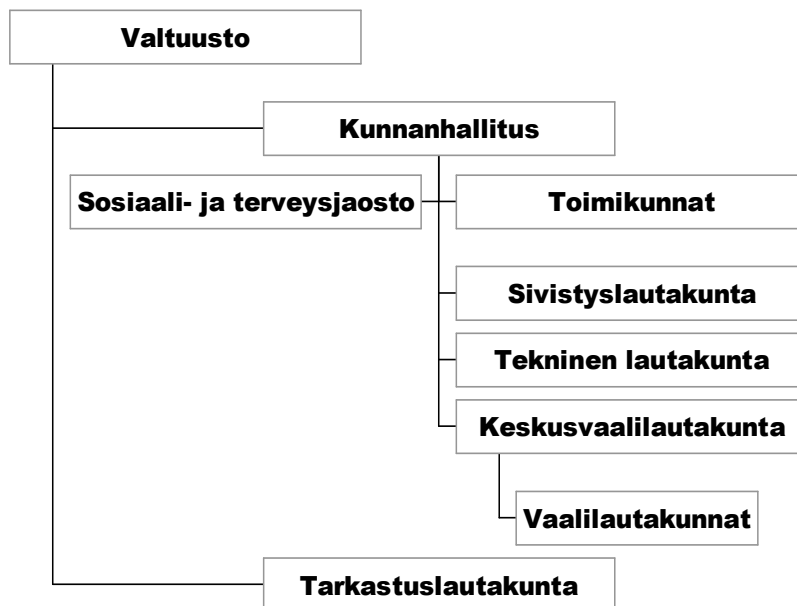 Valtuusto
Kunnanhallitus
Sosiaali- ja terveysjaosto
Toimikunnat
Sivistyslautakunta
Tekninen lautakunta
Keskusvaalilautakunta
Vaalilautakunnat
Tarkastuslautakunta